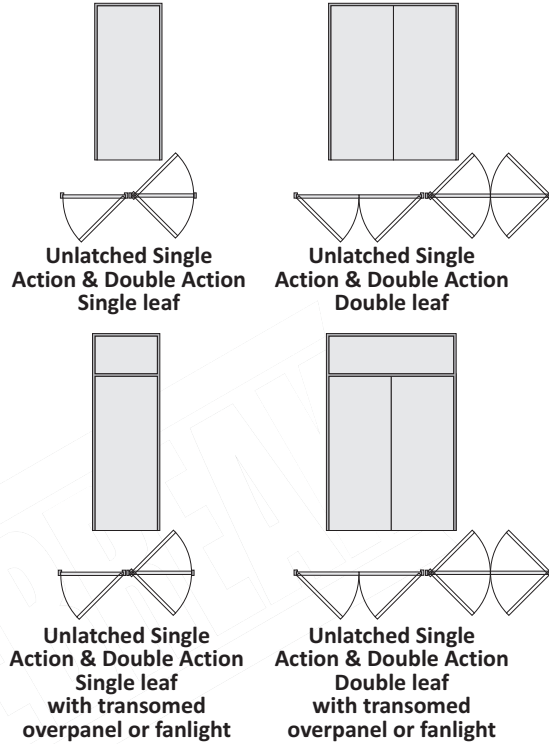 Unlatched Single
Action & Double Action
Single leaf
Unlatched Single
Action & Double Action
Double leaf
Unlatched Single
Action & Double Action
Single leaf
with transomed
overpanel or fanlight
Unlatched Single
Action & Double Action
Double leaf
with transomed
overpanel or fanlight